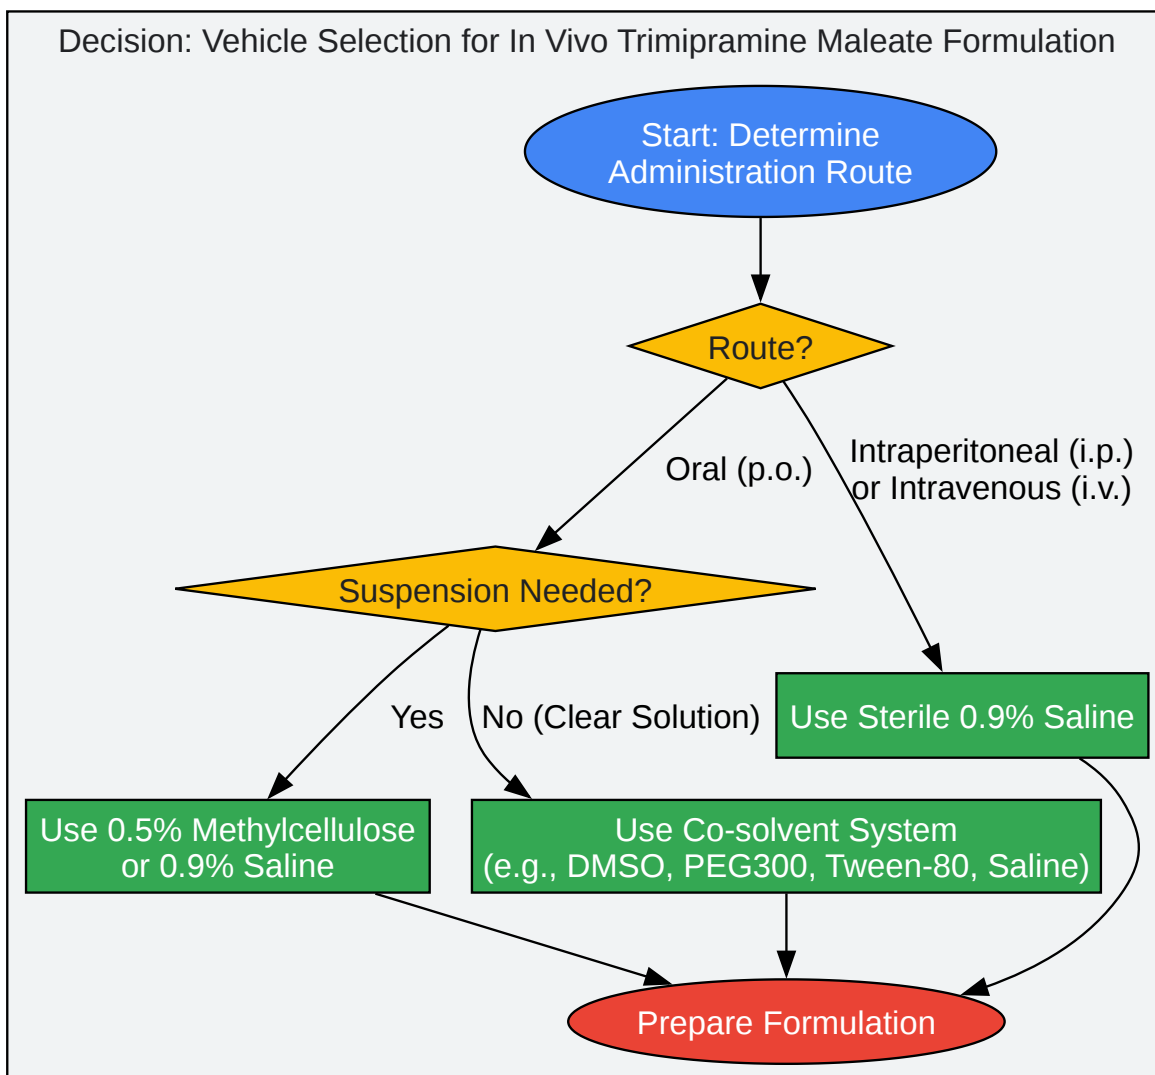 Decision: Vehicle Selection for In Vivo Trimipramine Maleate Formulation
Start: Determine
Administration Route
Route?
Oral (p.o.)
Intraperitoneal (i.p.)
or Intravenous (i.v.)
Suspension Needed?
Yes
No (Clear Solution)
Use Sterile 0.9% Saline
Use 0.5% Methylcellulose
or 0.9% Saline
Use Co-solvent System
(e.g., DMSO, PEG300, Tween-80, Saline)
Prepare Formulation